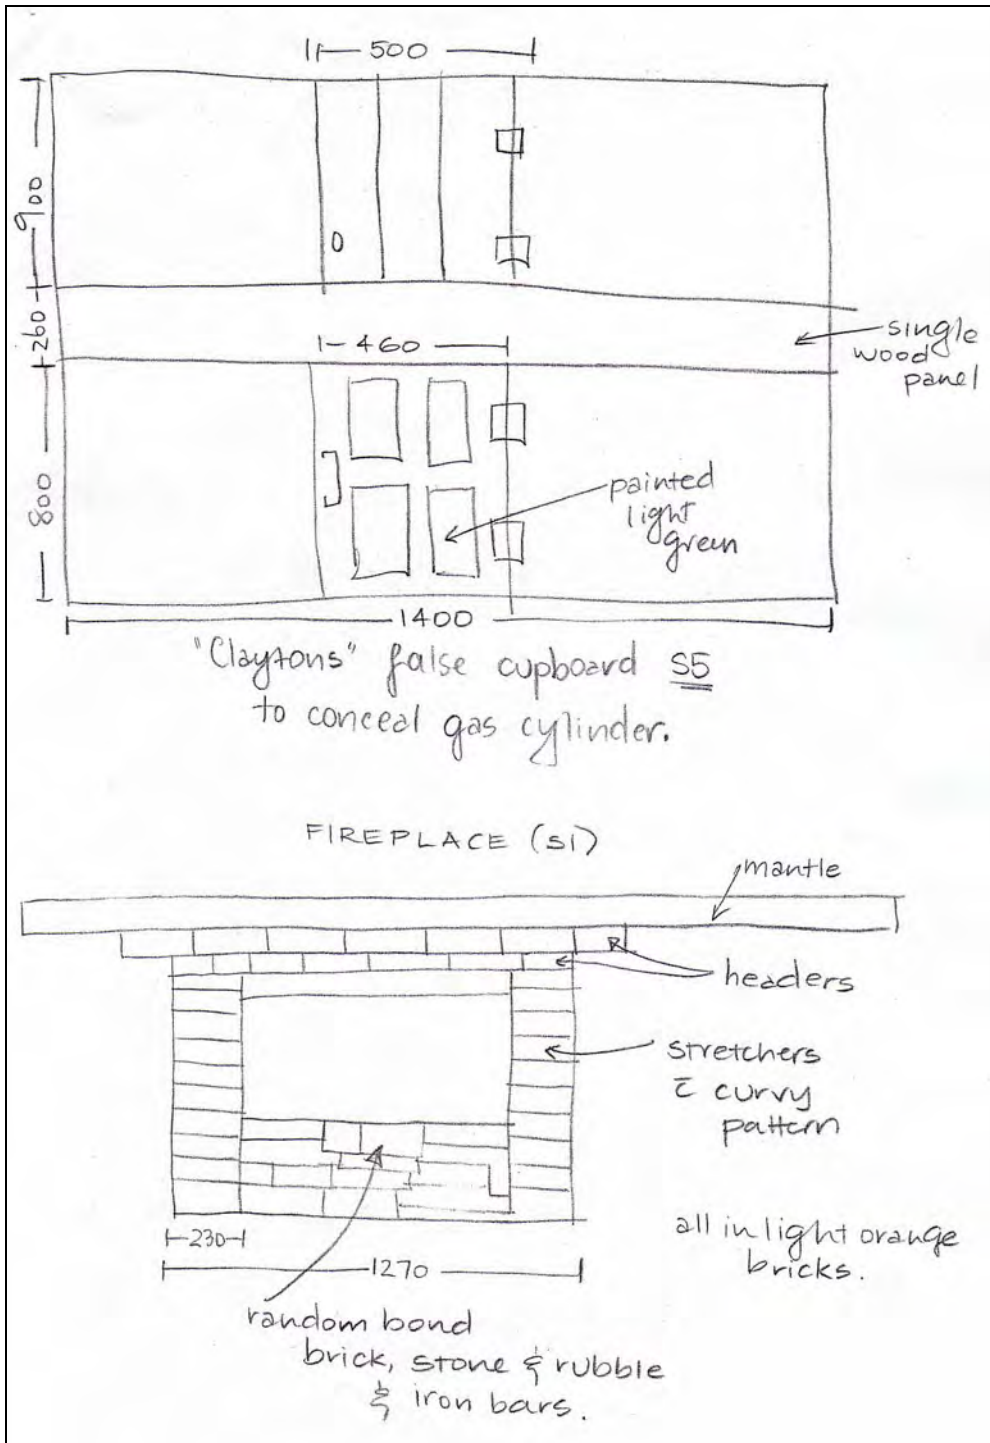 500
900
260
460
single
wood
panel
800
painted
light
green
1400
"Claytons" false cupboard S5
to conceal gas cylinder.
FIREPLACE (S1)
mantle
R
headers
stretchers
c̄ curvy
pattern
230
all in light orange
bricks.
1270
random bond
brick, stone & rubble
& iron bars.